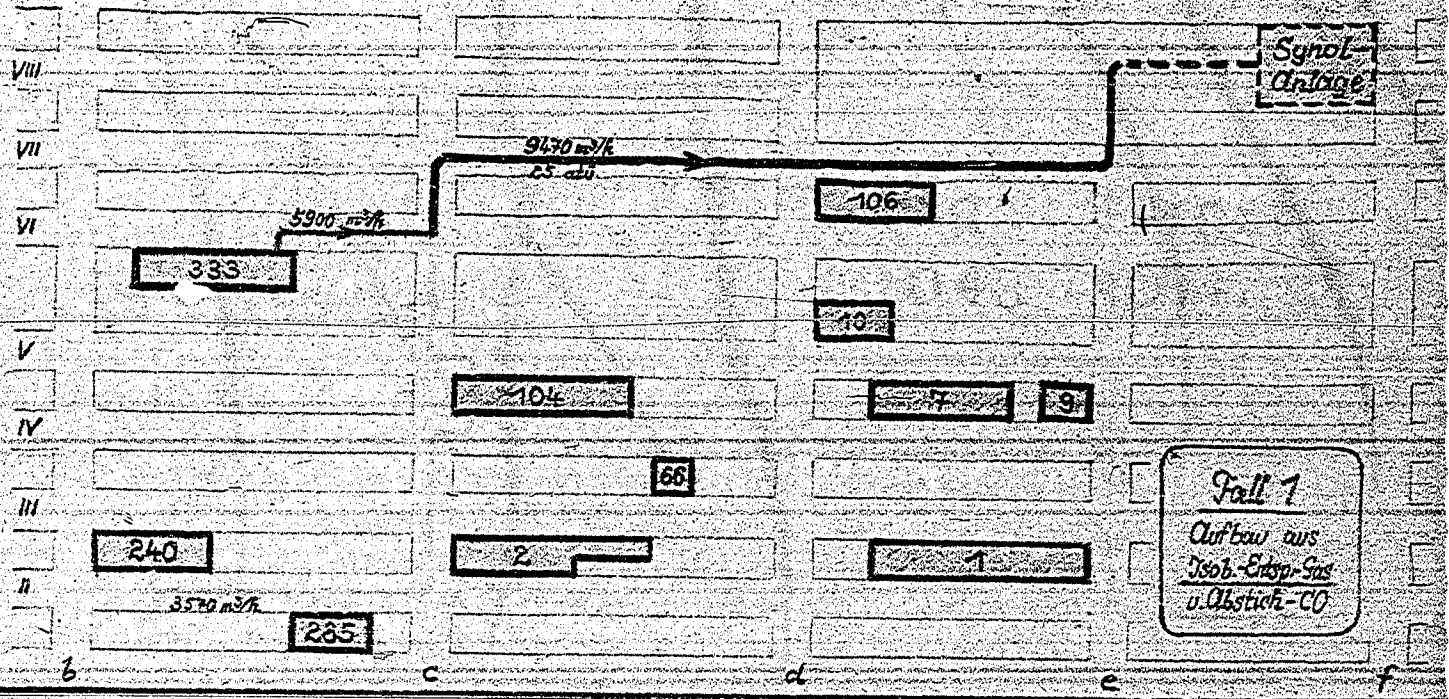 Synol-
Anlage
VIII
VII
9470 m³/h
25 atü
106
VI
5900 m³/h
333
10
V
104
7
9
IV
66
Fall 1
III
Aufbau aus
240
2
1
Isob.-Entsp.-Gas
II
u. Abstich-CO
3570 m³/h
285
b
c
d
e
f